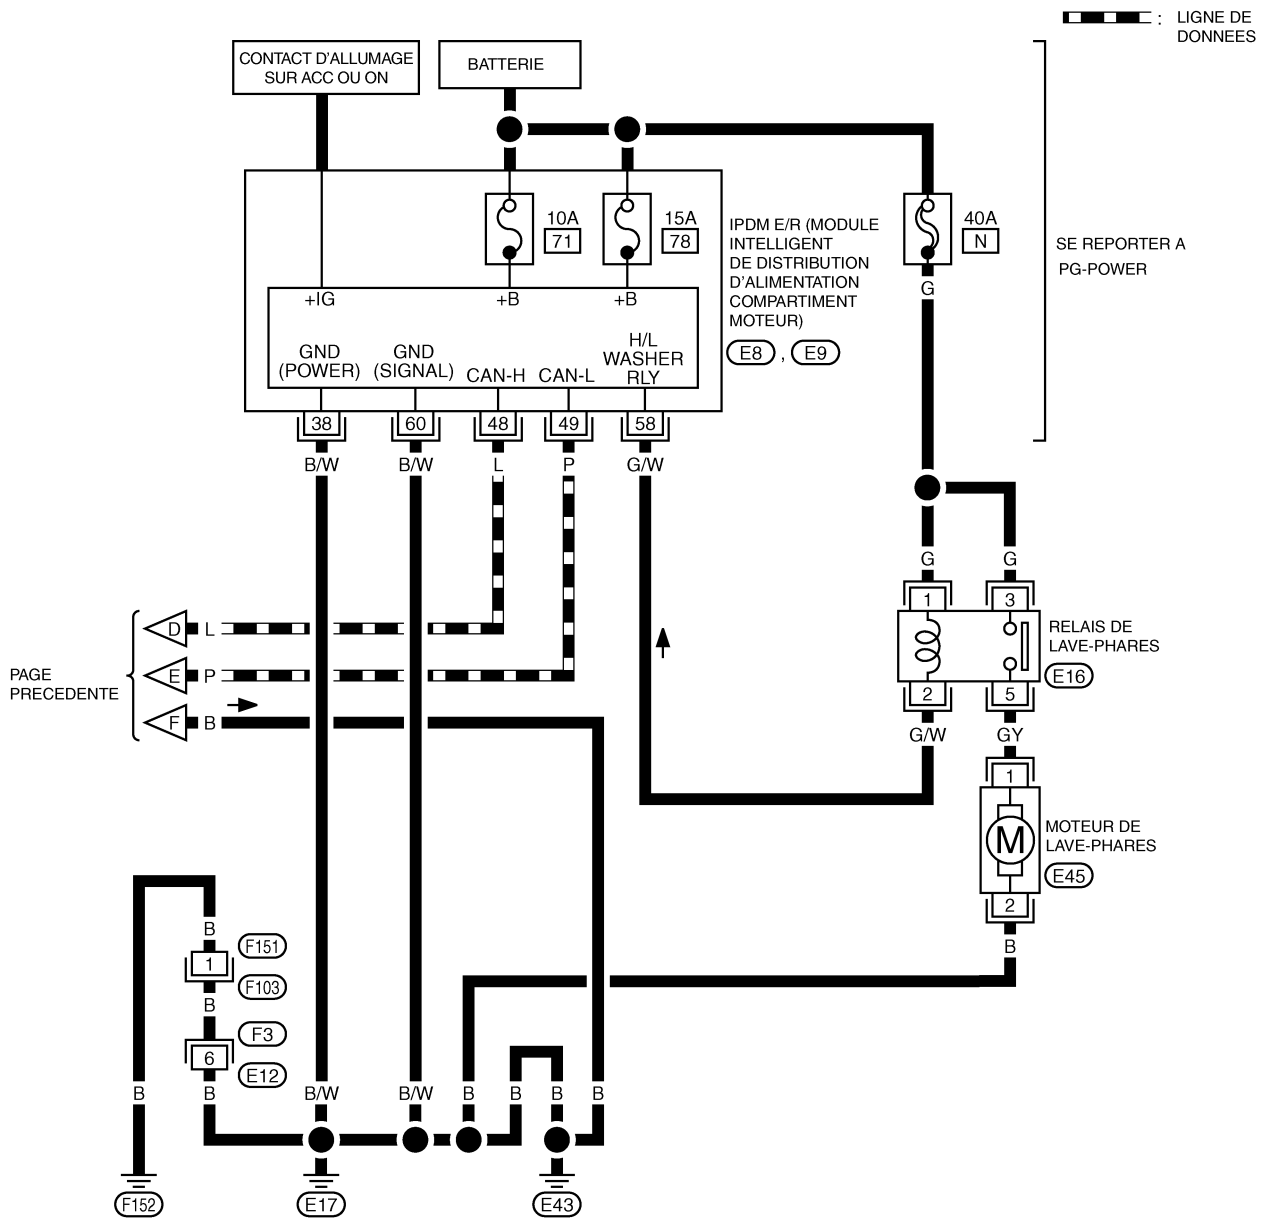 : LIGNE DE
DONNEES
CONTACT D'ALLUMAGE
SUR ACC OU ON
BATTERIE
10A
71
15A
78
IPDM E/R (MODULE
INTELLIGENT
DE DISTRIBUTION
D'ALIMENTATION
COMPARTIMENT
MOTEUR)
E8 , E9
40A
N
G
SE REPORTER A
PG-POWER
+IG
+B
+B
GND
(POWER)
GND
(SIGNAL)
CAN-H
CAN-L
H/L
WASHER
RLY
38
60
48
49
58
B/W
B/W
L
P
G/W
G
G
1
3
RELAIS DE
LAVE-PHARES
E16
2
5
G/W
GY
PAGE
PRECEDENTE
D
L
E
P
F
B
1
M
MOTEUR DE
LAVE-PHARES
E45
2
B
B
F151
1
F103
B
F3
6
E12
B
B
B/W
B/W
B
B
B
B
F152
E17
E43